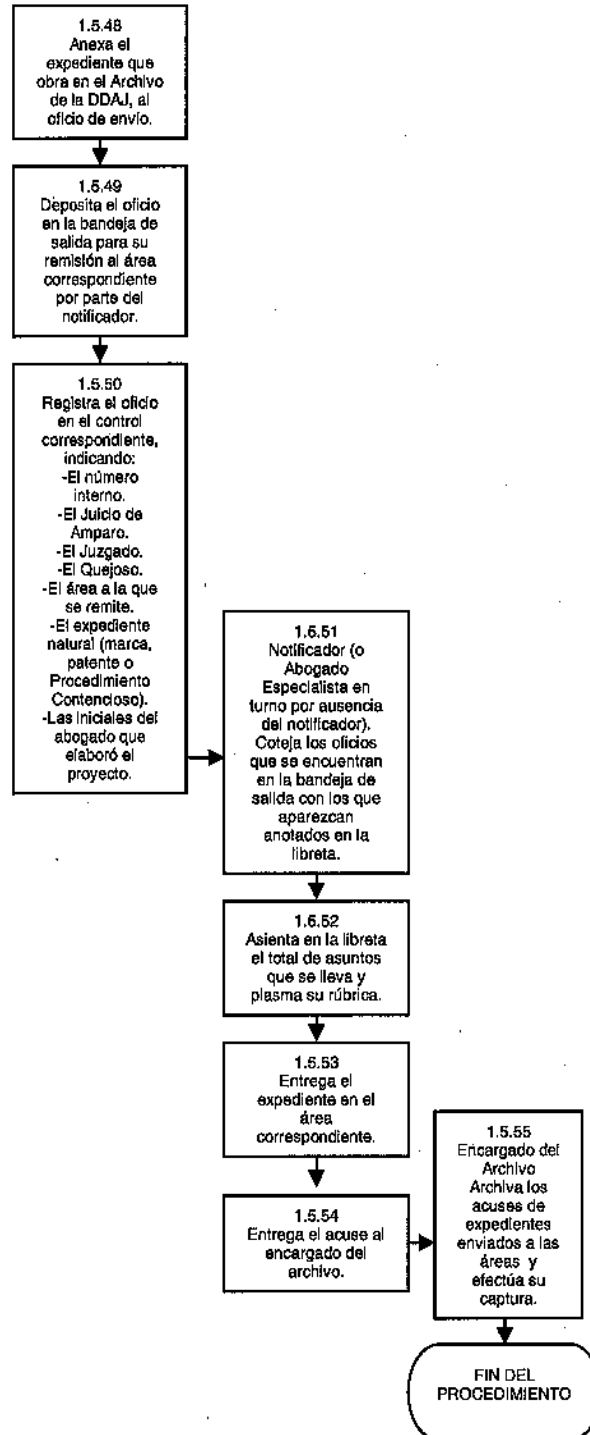 1.5.48
Anexa el
expediente que
obra en el Archivo
de la DDAJ, al
oficio de envío.
1.5.49
Deposita el oficio
en la bandeja de
salida para su
remisión al área
correspondiente
por parte del
notificador.
1.5.50
Registra el oficio
en el control
correspondiente,
indicando:
-El número
interno.
-El Juicio de
Amparo.
-El Juzgado.
-El Quejoso.
-El área a la que
se remite.
-El expediente
natural (marca,
patente o
Procedimiento
Contencioso).
-Las iniciales del
abogado que
elaboró el
proyecto.
1.5.51
Notificador (o
Abogado
Especialista en
turno por ausencia
del notificador).
Coteja los oficios
que se encuentran
en la bandeja de
salida con los que
aparezcan
anotados en la
libreta.
1.5.52
Asienta en la libreta
el total de asuntos
que se lleva y
plasma su rúbrica.
1.5.53
Entrega el
expediente en el
área
correspondiente.
1.5.54
Entrega el acuse al
encargado del
archivo.
1.5.55
Encargado del
Archivo
Archiva los
acuses de
expedientes
enviados a las
áreas y
efectúa su
captura.
FIN DEL
PROCEDIMIENTO